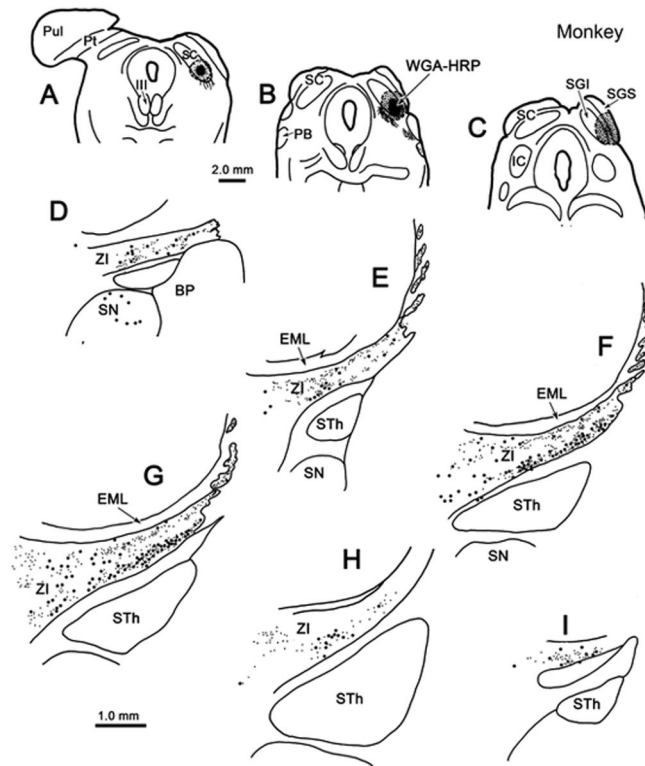 Monkey
Pul
Pt
SC
III
A
WGA-HRP
SC
B
PB
2.0 mm
SGI
SGS
SC
C
IC
D
ZI
BP
SN
E
EML
ZI
STh
SN
F
EML
ZI
STh
SN
G
EML
ZI
STh
H
ZI
STh
I
STh
1.0 mm